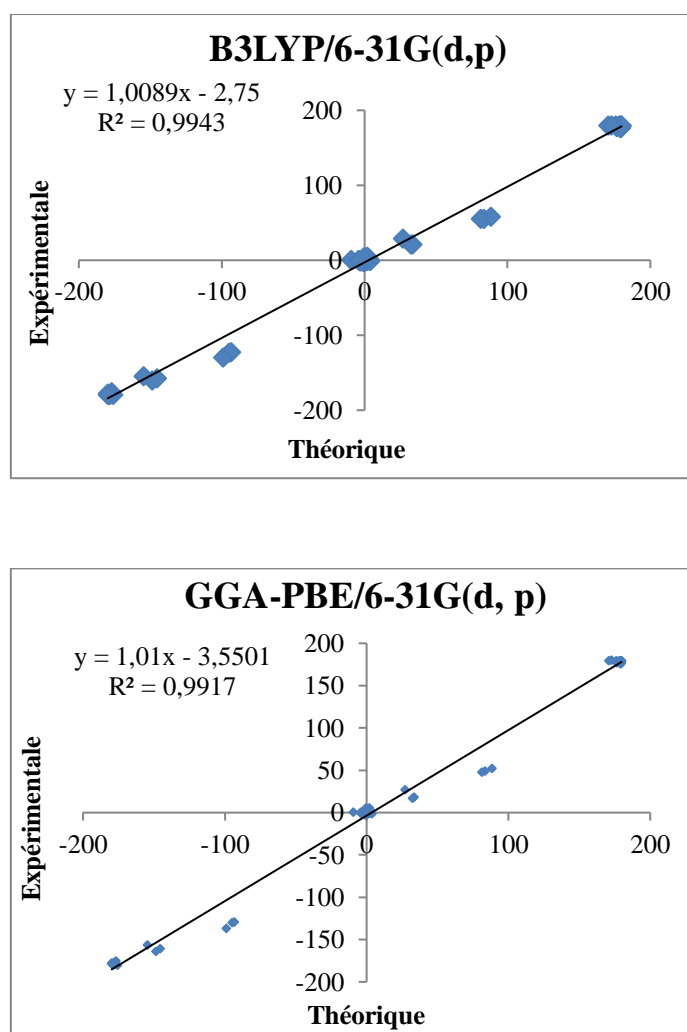 B3LYP/6-31G(d,p)
y = 1,0089x - 2,75
R² = 0,9943
200
100
0
-200 -100 0 100 200
-100
-200
Expérimentale
Théorique
GGA-PBE/6-31G(d, p)
y = 1,01x - 3,5501
R² = 0,9917
200
150
100
50
0
-200 -100 0 100 200
-50
-100
-150
-200
Expérimentale
Théorique